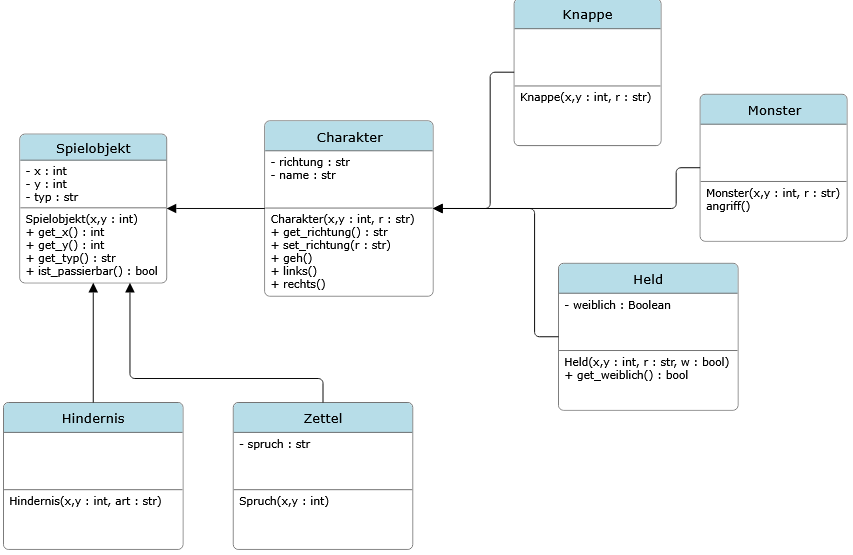 Knappe
Knappe(x,y : int, r : str)
Monster
Monster(x,y : int, r : str)
angriff()
Charakter
- richtung : str
- name : str
Charakter(x,y : int, r : str)
+ get_richtung() : str
+ set_richtung(r : str)
+ geh()
+ links()
+ rechts()
Spielobjekt
- x : int
- y : int
- typ : str
Spielobjekt(x,y : int)
+ get_x() : int
+ get_y() : int
+ get_typ() : str
+ ist_passierbar() : bool
Held
- weiblich : Boolean
Held(x,y : int, r : str, w : bool)
+ get_weiblich() : bool
Hindernis
Hindernis(x,y : int, art : str)
Zettel
- spruch : str
Spruch(x,y : int)